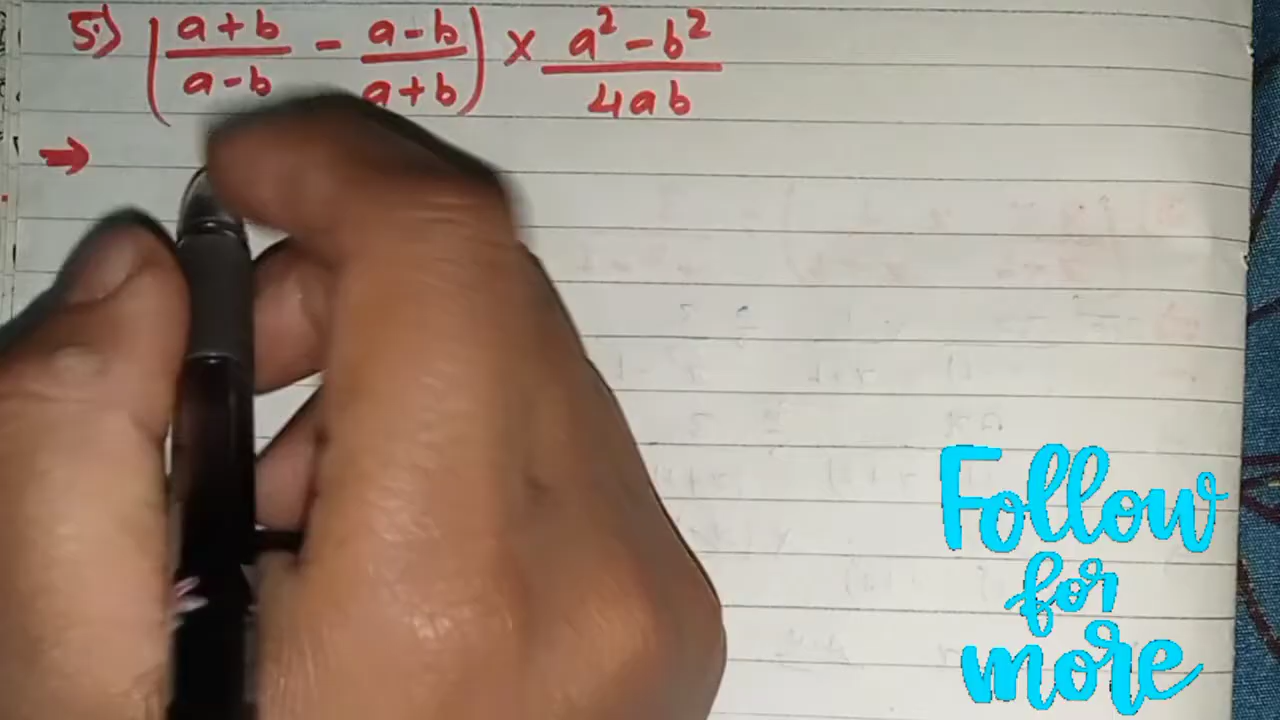 5.) ( a+b / a-b - a-b / a+b ) × a² - b² / 4ab
→
Follow
for
more